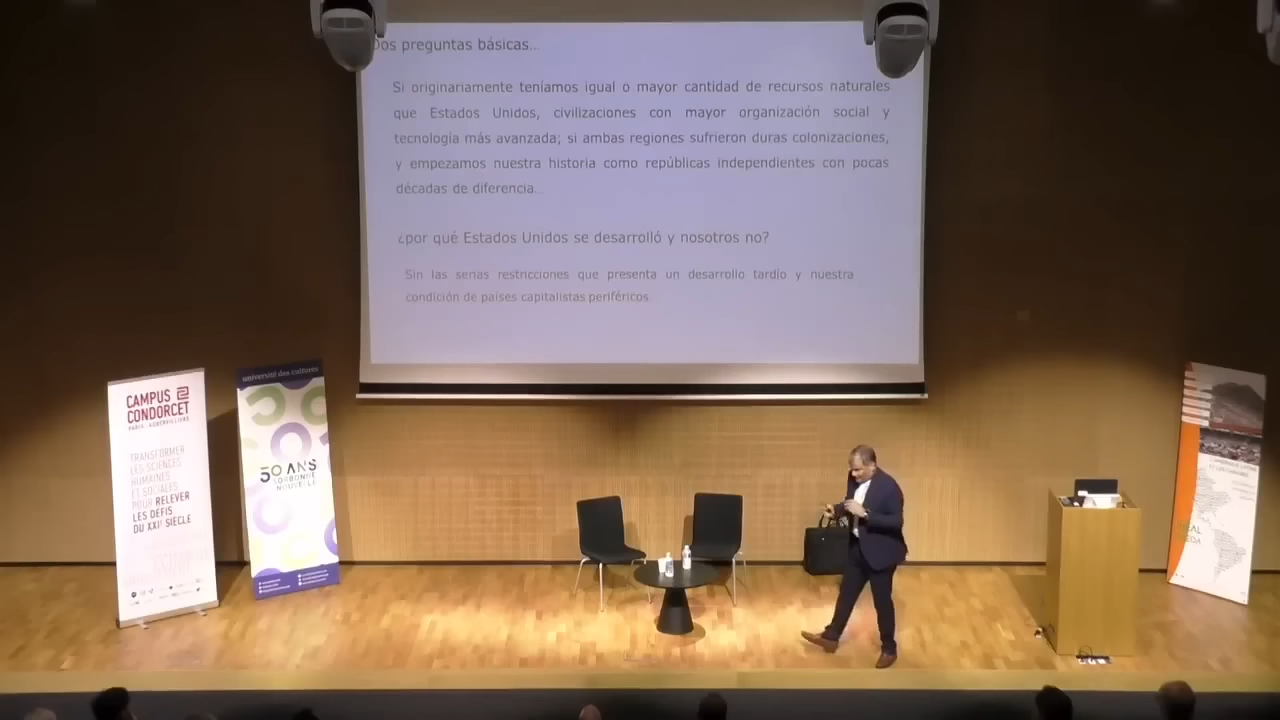 Dos preguntas básicas...
Si originariamente teníamos igual o mayor cantidad de recursos naturales
que Estados Unidos, civilizaciones con mayor organización social y
tecnología más avanzada; si ambas regiones sufrieron duras colonizaciones,
y empezamos nuestra historia como repúblicas independientes con pocas
décadas de diferencia...
¿por qué Estados Unidos se desarrolló y nosotros no?
Sin las serias restricciones que presenta un desarrollo tardío y nuestra
condición de países capitalistas periféricos
CAMPUS
CONDORCET
PARIS - AUBERVILLIERS
TRANSFORMER
LES SCIENCES
HUMAINES
ET SOCIALES
POUR RELEVER
LES DÉFIS
DU XXIe SIÈCLE
université des cultures
50 ANS
SORBONNE
NOUVELLE